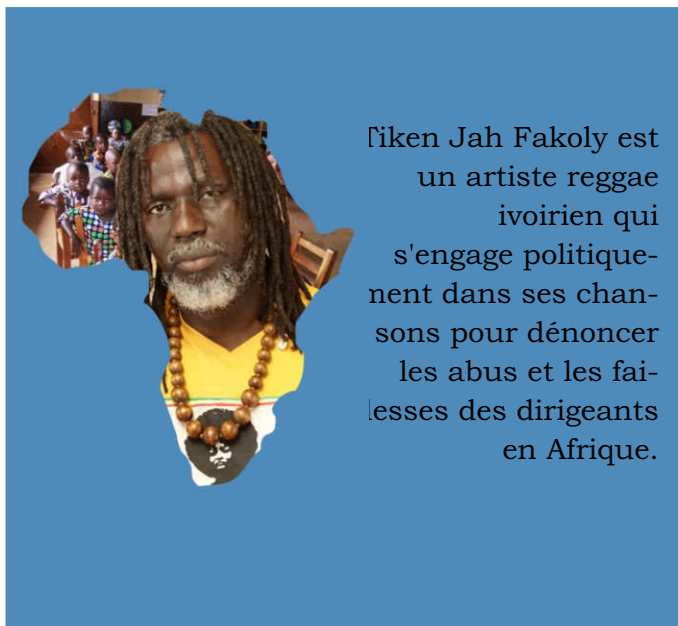 Tiken Jah Fakoly est
un artiste reggae
ivoirien qui
s'engage politique-
ment dans ses chan-
sons pour dénoncer
les abus et les fai-
lesses des dirigeants
en Afrique.